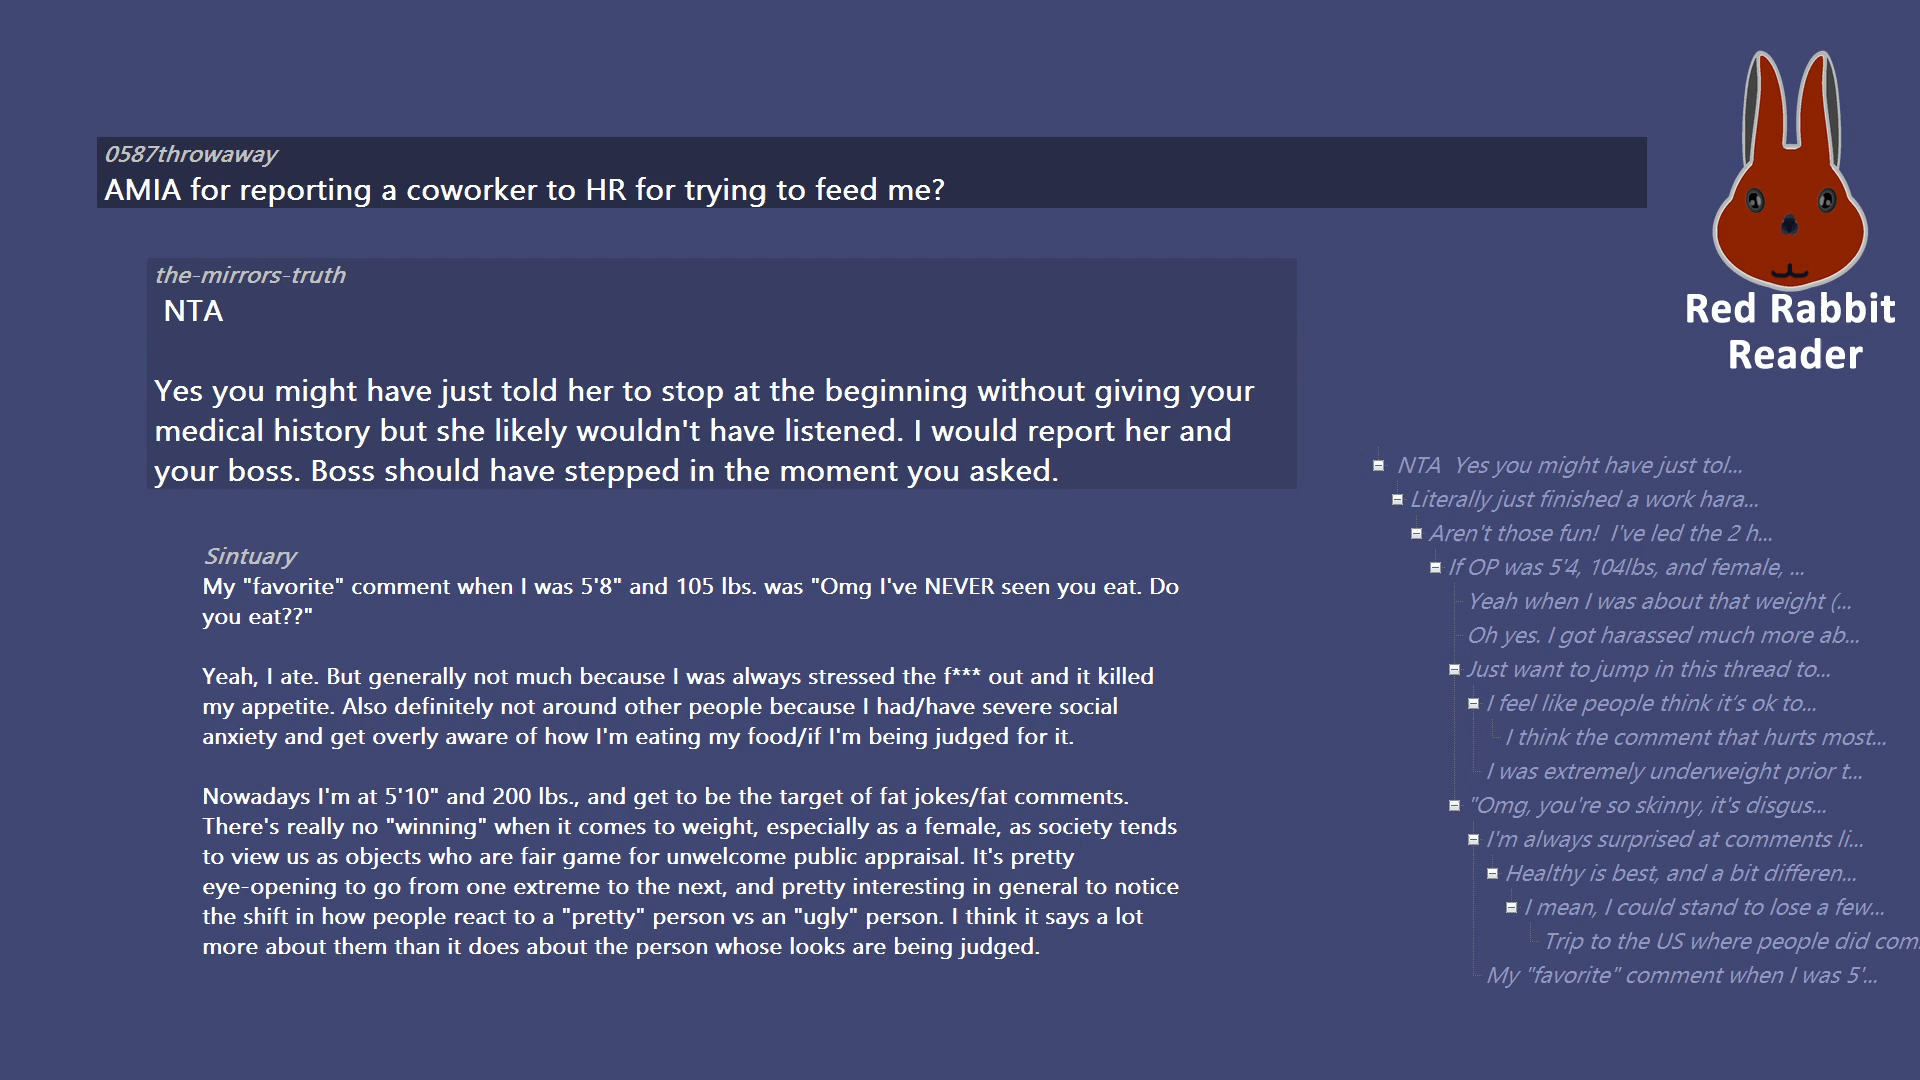 0587throwaway
AMIA for reporting a coworker to HR for trying to feed me?
the-mirrors-truth
NTA
Yes you might have just told her to stop at the beginning without giving your
medical history but she likely wouldn't have listened. I would report her and
your boss. Boss should have stepped in the moment you asked.
Sintuary
My "favorite" comment when I was 5'8" and 105 lbs. was "Omg I've NEVER seen you eat. Do
you eat??"
Yeah, I ate. But generally not much because I was always stressed the f*** out and it killed
my appetite. Also definitely not around other people because I had/have severe social
anxiety and get overly aware of how I'm eating my food/if I'm being judged for it.
Nowadays I'm at 5'10" and 200 lbs., and get to be the target of fat jokes/fat comments.
There's really no "winning" when it comes to weight, especially as a female, as society tends
to view us as objects who are fair game for unwelcome public appraisal. It's pretty
eye-opening to go from one extreme to the next, and pretty interesting in general to notice
the shift in how people react to a "pretty" person vs an "ugly" person. I think it says a lot
more about them than it does about the person whose looks are being judged.
Red Rabbit
Reader
NTA  Yes you might have just tol...
Literally just finished a work hara...
Aren't those fun!  I've led the 2 h...
If OP was 5'4, 104lbs, and female, ...
Yeah when I was about that weight (...
Oh yes. I got harassed much more ab...
Just want to jump in this thread to...
I feel like people think it's ok to...
I think the comment that hurts most...
I was extremely underweight prior t...
"Omg, you're so skinny, it's disgus...
I'm always surprised at comments li...
Healthy is best, and a bit differen...
I mean, I could stand to lose a few...
Trip to the US where people did com
My "favorite" comment when I was 5'...